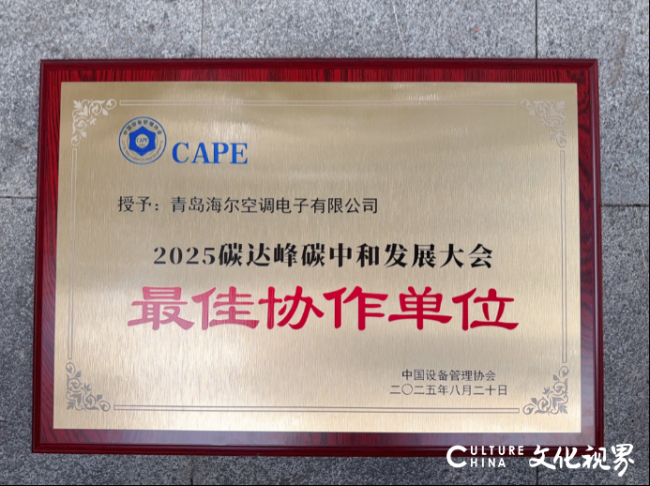 CAPE
授予：青岛海尔空调电子有限公司
2025碳达峰碳中和发展大会
最佳协作单位
中国设备管理协会
二〇二五年八月二十日
CULTURE CHINA 文化视界